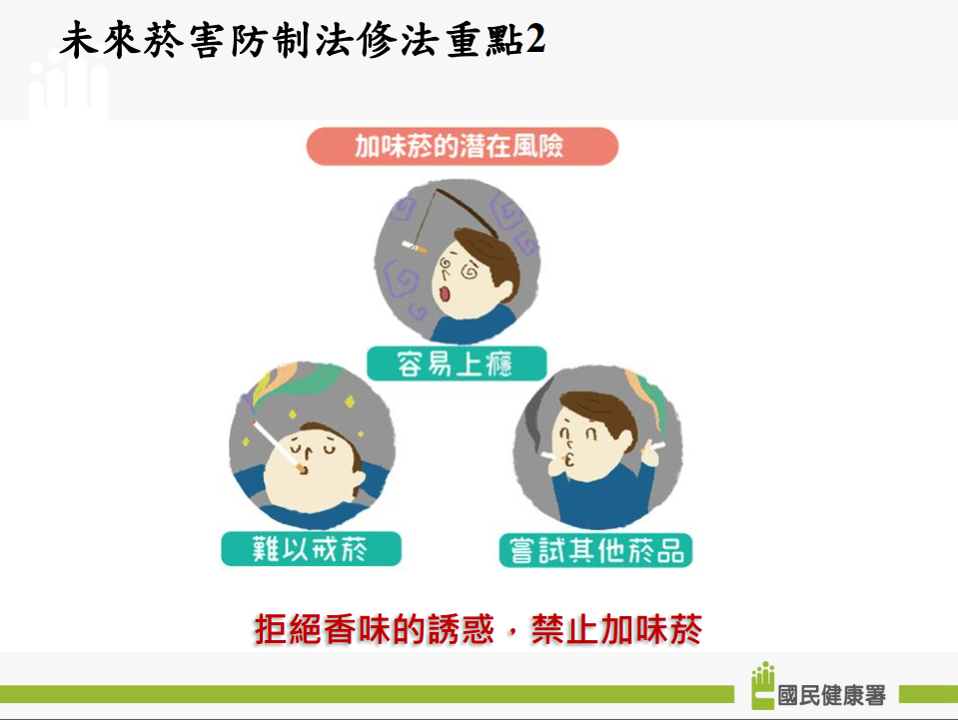 未來菸害防制法修法重點2
加味菸的潛在風險
容易上癮
難以戒菸
嘗試其他菸品
拒絕香味的誘惑，禁止加味菸
國民健康署